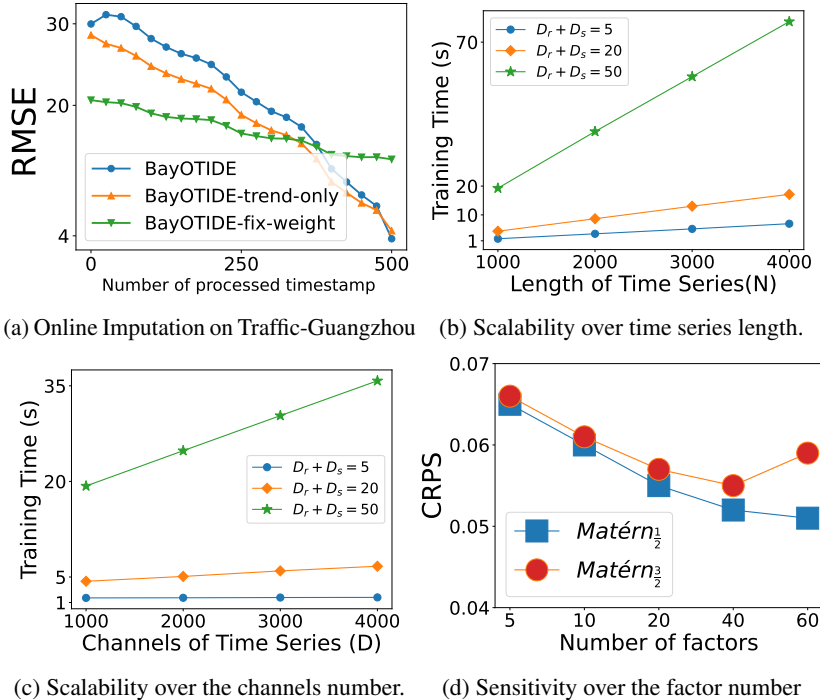 30
20
4
RMSE
BayOTIDE
BayOTIDE-trend-only
BayOTIDE-fix-weight
0 250 500
Number of processed timestamp
(a) Online Imputation on Traffic-Guangzhou
70
20
10
1
Training Time (s)
D_r + D_s = 5
D_r + D_s = 20
D_r + D_s = 50
1000 2000 3000 4000
Length of Time Series(N)
(b) Scalability over time series length.
35
20
5
1
Training Time (s)
D_r + D_s = 5
D_r + D_s = 20
D_r + D_s = 50
1000 2000 3000 4000
Channels of Time Series (D)
(c) Scalability over the channels number.
0.07
0.06
0.05
0.04
CRPS
Matérn_{1/2}
Matérn_{3/2}
5 10 20 40 60
Number of factors
(d) Sensitivity over the factor number